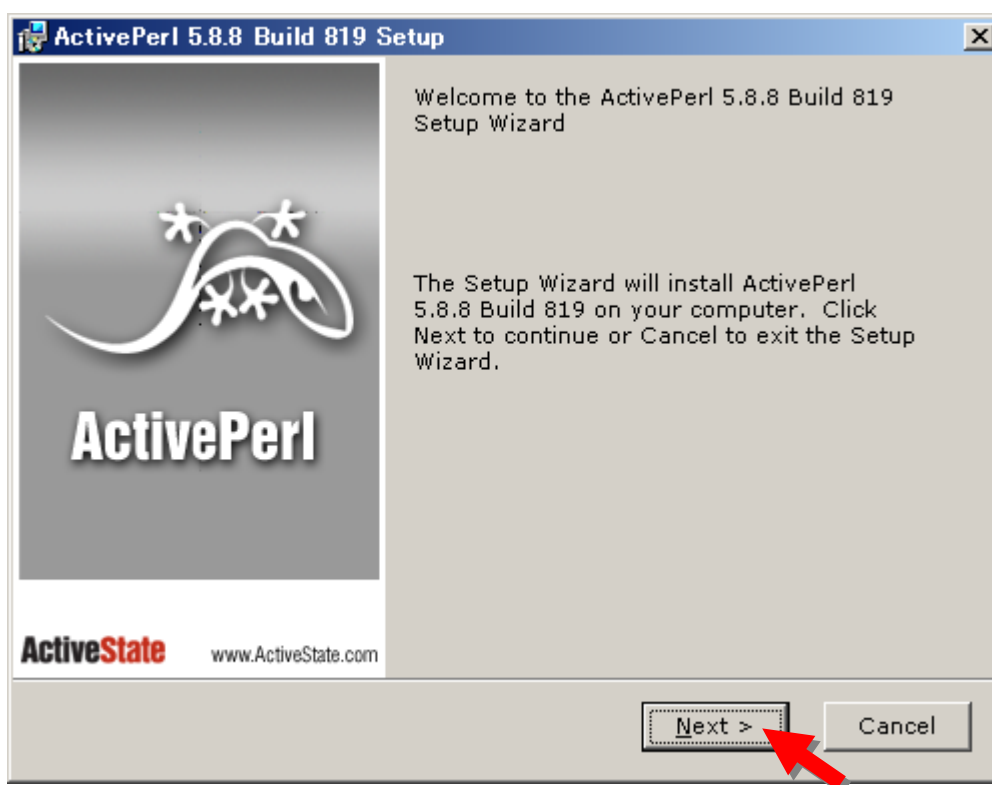 ActivePerl 5.8.8 Build 819 Setup
Welcome to the ActivePerl 5.8.8 Build 819
Setup Wizard
The Setup Wizard will install ActivePerl
5.8.8 Build 819 on your computer.  Click
Next to continue or Cancel to exit the Setup
Wizard.
ActivePerl
ActiveState www.ActiveState.com
Next >
Cancel